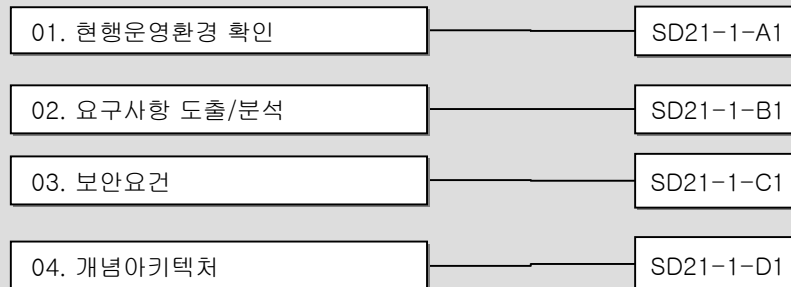 01. 현행운영환경 확인
SD21-1-A1
02. 요구사항 도출/분석
SD21-1-B1
03. 보안요건
SD21-1-C1
04. 개념아키텍처
SD21-1-D1